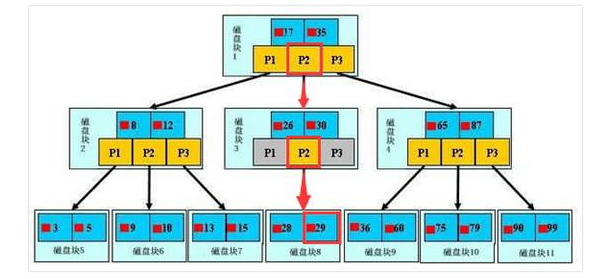 磁盘块1
17 35
P1 P2 P3
磁盘块2
8 12
P1 P2 P3
磁盘块3
26 30
P1 P2 P3
磁盘块4
65 87
P1 P2 P3
3 5
磁盘块5
9 10
磁盘块6
13 15
磁盘块7
28 29
磁盘块8
36 60
磁盘块9
75 79
磁盘块10
90 99
磁盘块11